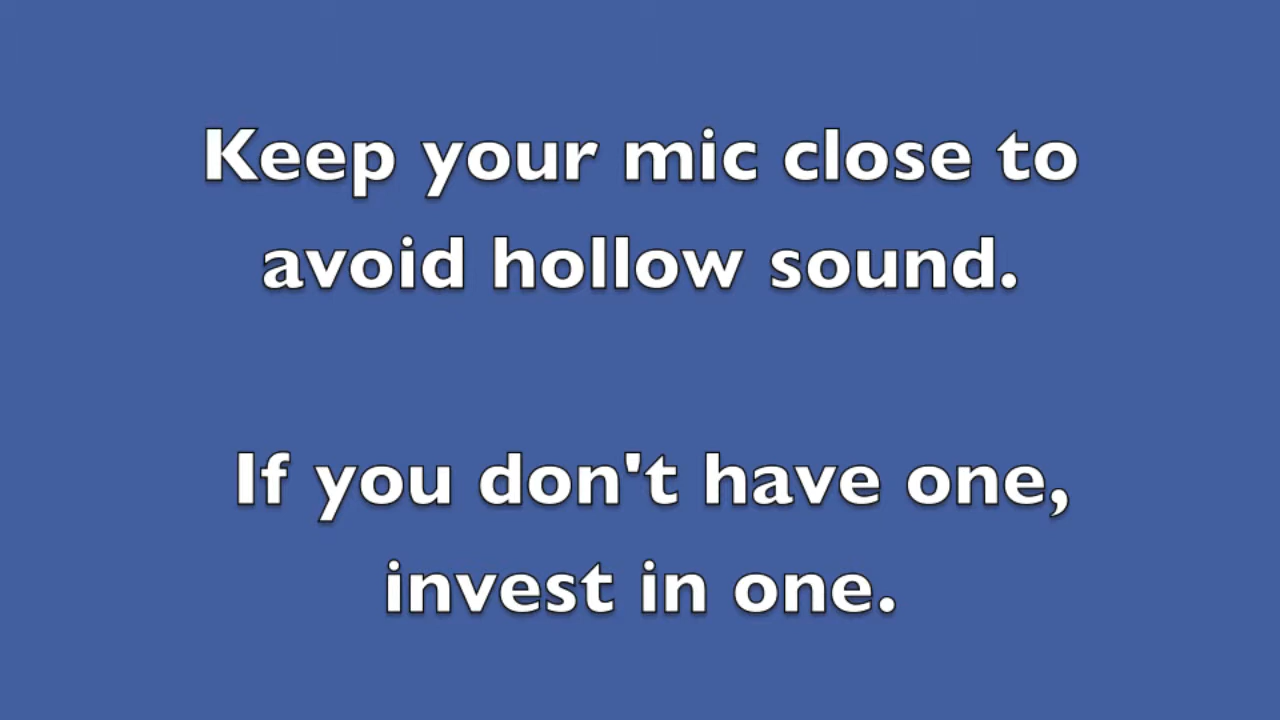 Keep your mic close to
avoid hollow sound.
If you don't have one,
invest in one.